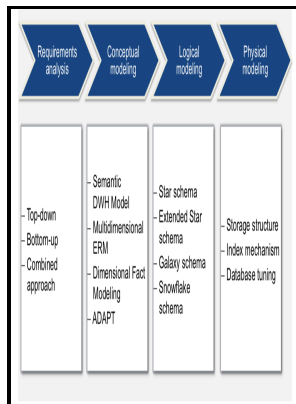 Requirements
analysis
Conceptual
modeling
Logical
modeling
Physical
modeling
– Top-down
– Bottom-up
– Combined
approach
– Semantic
DWH Model
– Multidimensional
ERM
– Dimensional Fact
Modeling
– ADAPT
– Star schema
– Extended Star
schema
– Galaxy schema
– Snowflake
schema
– Storage structure
– Index mechanism
– Database tuning